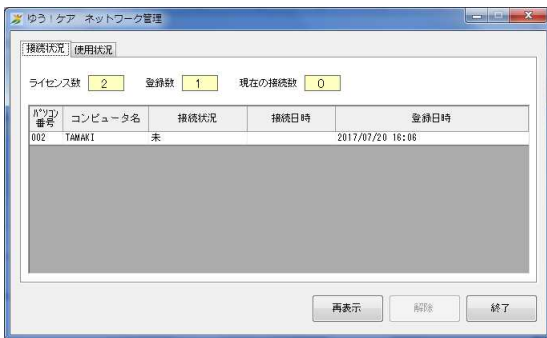 ゆう!ケア ネットワーク管理
接続状況 使用状況
ライセンス数 2 登録数 1 現在の接続数 0
パソコン番号 コンピュータ名 接続状況 接続日時 登録日時
002 TAMAKI 未 2017/07/20 16:06
再表示 解除 終了